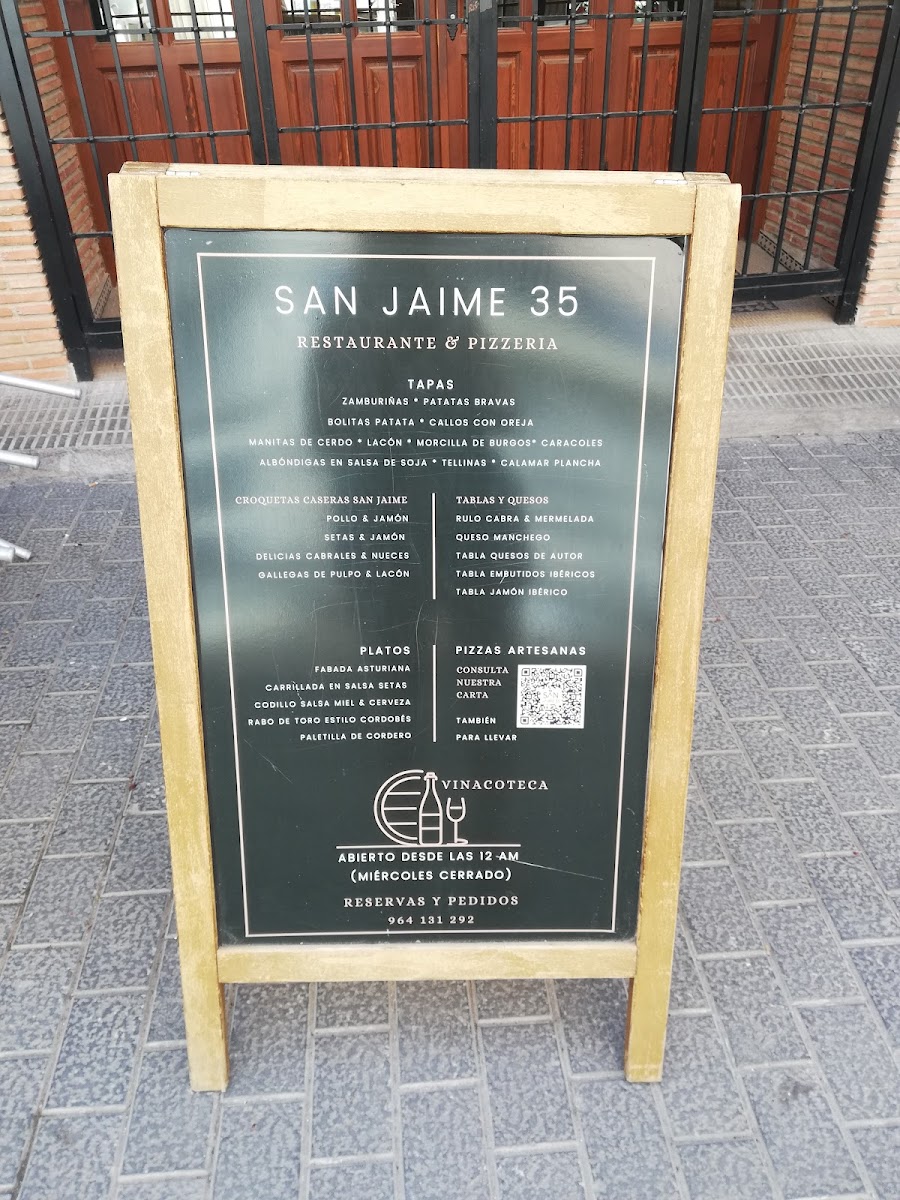 SAN JAIME 35
RESTAURANTE & PIZZERIA
TAPAS
ZAMBURIÑAS * PATATAS BRAVAS
BOLITAS PATATA * CALLOS CON OREJA
MANITAS DE CERDO * LACÓN * MORCILLA DE BURGOS* CARACOLES
ALBÓNDIGAS EN SALSA DE SOJA * TELLINAS * CALAMAR PLANCHA
CROQUETAS CASERAS SAN JAIME
POLLO & JAMÓN
SETAS & JAMÓN
DELICIAS CABRALES & NUECES
GALLEGAS DE PULPO & LACÓN
TABLAS Y QUESOS
RULO CABRA & MERMELADA
QUESO MANCHEGO
TABLA QUESOS DE AUTOR
TABLA EMBUTIDOS IBÉRICOS
TABLA JAMÓN IBÉRICO
PLATOS
FABADA ASTURIANA
CARRILLADA EN SALSA SETAS
CODILLO SALSA MIEL & CERVEZA
RABO DE TORO ESTILO CORDOBÉS
PALETILLA DE CORDERO
PIZZAS ARTESANAS
CONSULTA
NUESTRA
CARTA
TAMBIÉN
PARA LLEVAR
VINACOTECA
ABIERTO DESDE LAS 12 AM
(MIÉRCOLES CERRADO)
RESERVAS Y PEDIDOS
964 131 292